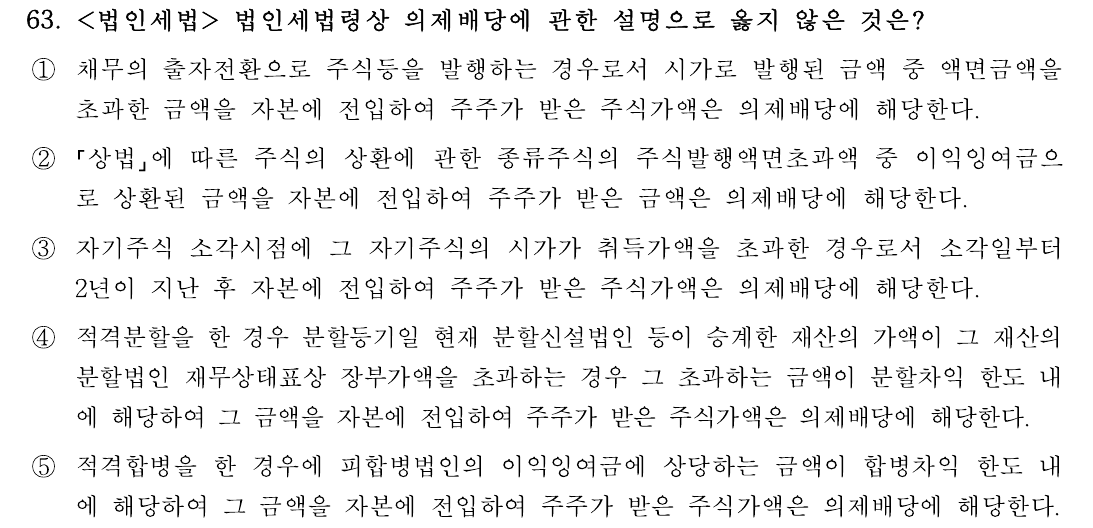 63. <법인세법> 법인세법령상 의제배당에 관한 설명으로 옳지 않은 것은?
① 채무의 출자전환으로 주식등을 발행하는 경우로서 시가로 발행된 금액 중 액면금액을
초과한 금액을 자본에 전입하여 주주가 받은 주식가액은 의제배당에 해당한다.
② 「상법」에 따른 주식의 상환에 관한 종류주식의 주식발행액면초과액 중 이익잉여금으
로 상환된 금액을 자본에 전입하여 주주가 받은 금액은 의제배당에 해당한다.
③ 자기주식 소각시점에 그 자기주식의 시가가 취득가액을 초과한 경우로서 소각일부터
2년이 지난 후 자본에 전입하여 주주가 받은 주식가액은 의제배당에 해당한다.
④ 적격분할을 한 경우 분할등기일 현재 분할신설법인 등이 승계한 재산의 가액이 그 재산의
분할법인 재무상태표상 장부가액을 초과하는 경우 그 초과하는 금액이 분할차익 한도 내
에 해당하여 그 금액을 자본에 전입하여 주주가 받은 주식가액은 의제배당에 해당한다.
⑤ 적격합병을 한 경우에 피합병법인의 이익잉여금에 상당하는 금액이 합병차익 한도 내
에 해당하여 그 금액을 자본에 전입하여 주주가 받은 주식가액은 의제배당에 해당한다.